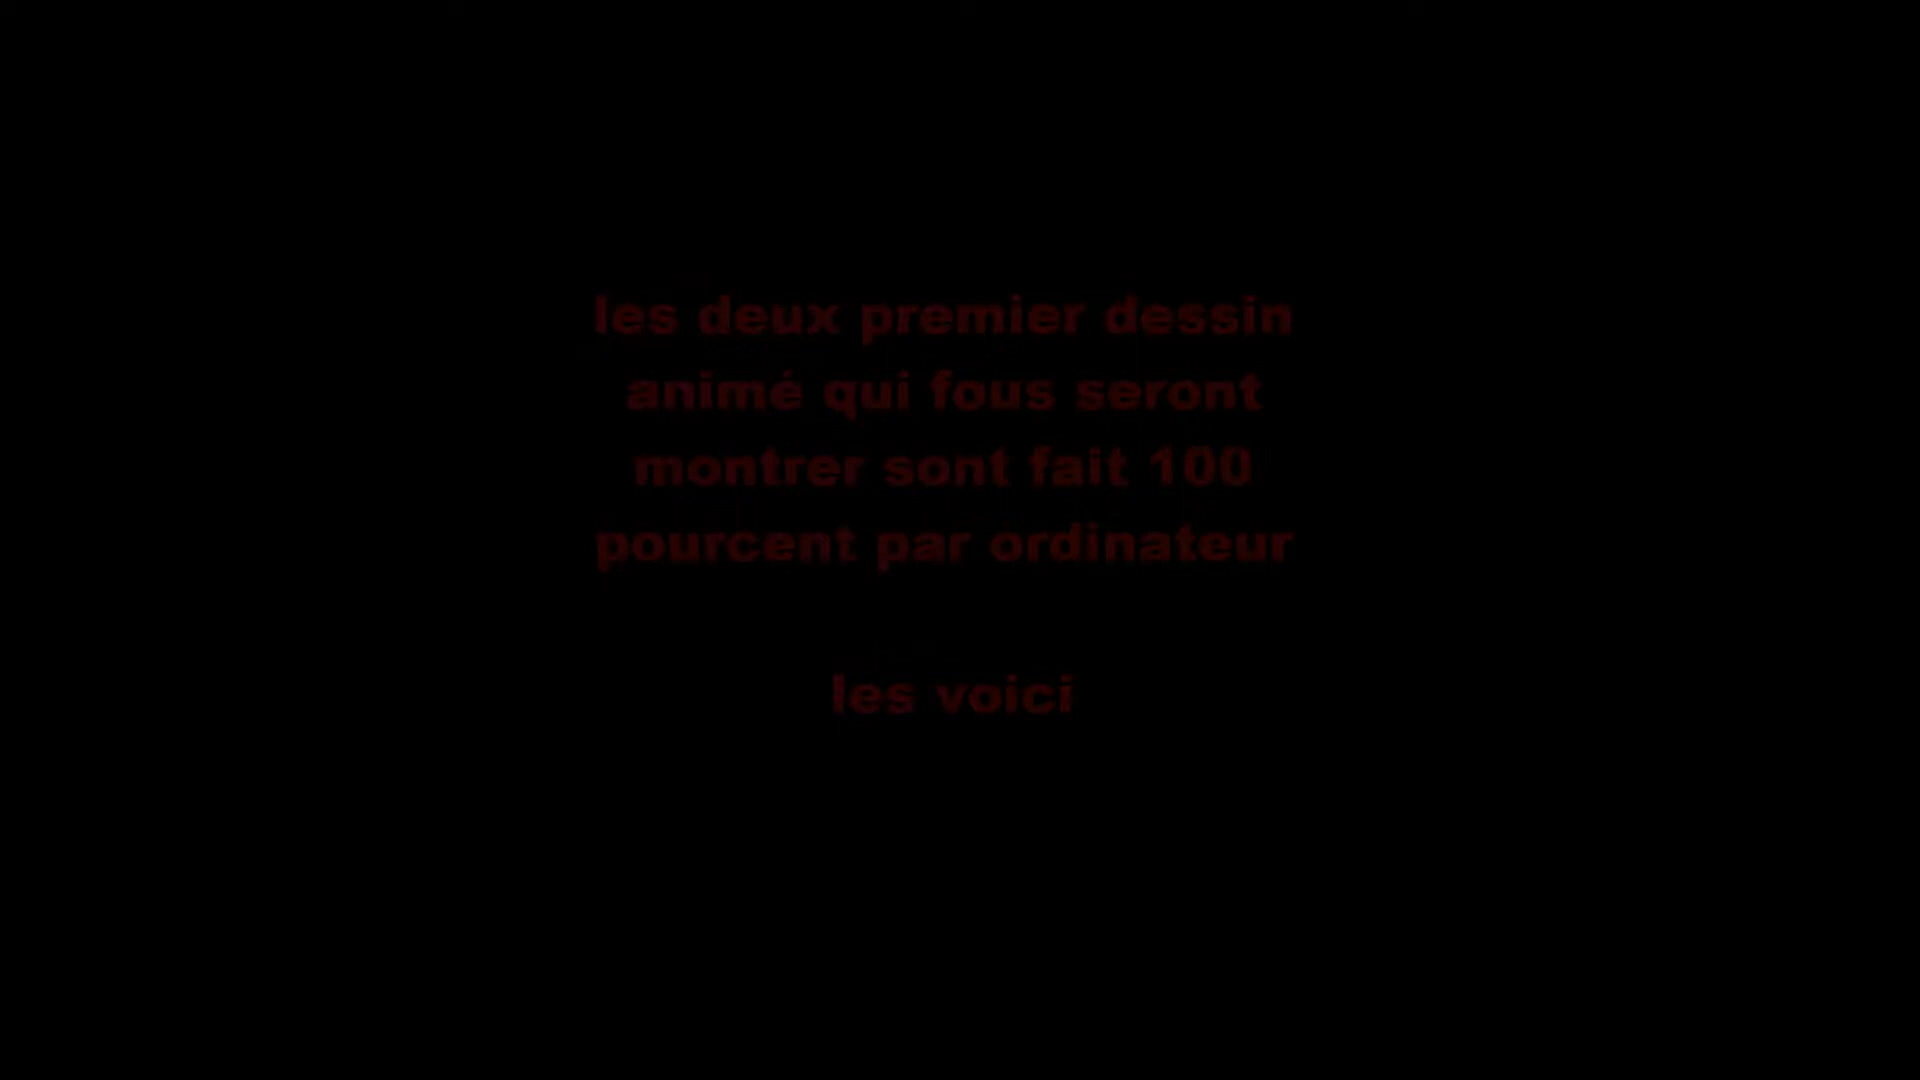 les deux premier dessin
animé qui fous seront
montrer sont fait 100
pourcent par ordinateur
les voici